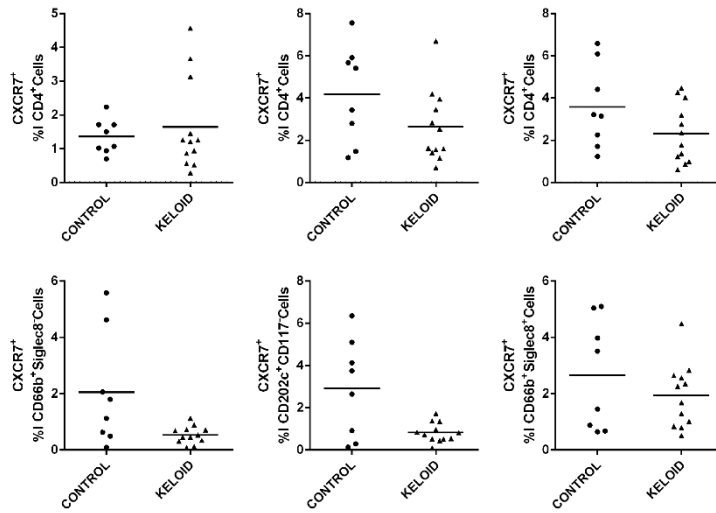 CXCR7+
%I CD4+Cells
5
4
3
2
1
0
CONTROL
KELOID
CXCR7+
%I CD4+Cells
8
6
4
2
0
CONTROL
KELOID
CXCR7+
%I CD4+Cells
8
6
4
2
0
CONTROL
KELOID
CXCR7+
%I CD66b+Siglec8-Cells
6
4
2
0
CONTROL
KELOID
CXCR7+
%I CD202c+CD117-Cells
8
6
4
2
0
CONTROL
KELOID
CXCR7+
%I CD66b+Siglec8+Cells
6
4
2
0
CONTROL
KELOID